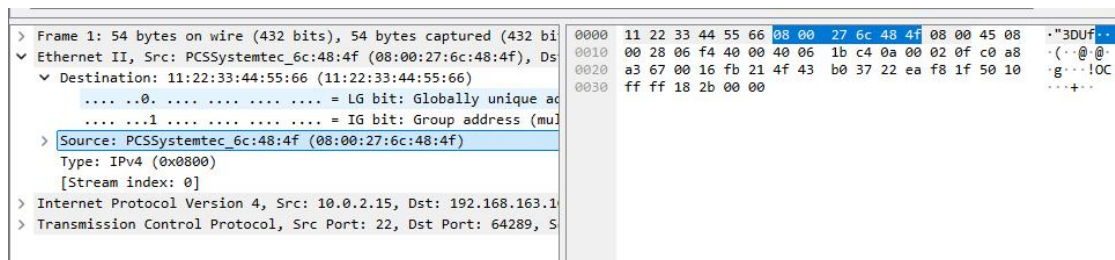 Frame 1: 54 bytes on wire (432 bits), 54 bytes captured (432 bi
Ethernet II, Src: PCSSystemtec_6c:48:4f (08:00:27:6c:48:4f), Ds
Destination: 11:22:33:44:55:66 (11:22:33:44:55:66)
.... ..0. .... .... .... .... = LG bit: Globally unique ad
.... ...1 .... .... .... .... = IG bit: Group address (mul
Source: PCSSystemtec_6c:48:4f (08:00:27:6c:48:4f)
Type: IPv4 (0x0800)
[Stream index: 0]
Internet Protocol Version 4, Src: 10.0.2.15, Dst: 192.168.163.10
Transmission Control Protocol, Src Port: 22, Dst Port: 64289, S
0000 11 22 33 44 55 66 08 00 27 6c 48 4f 08 00 45 08 ·"3DUf··
0010 00 28 06 f4 40 00 40 06 1b c4 0a 00 02 0f c0 a8 ·(··@·@·
0020 a3 67 00 16 fb 21 4f 43 b0 37 22 ea f8 1f 50 10 ·g···!OC
0030 ff ff 18 2b 00 00 ···+··